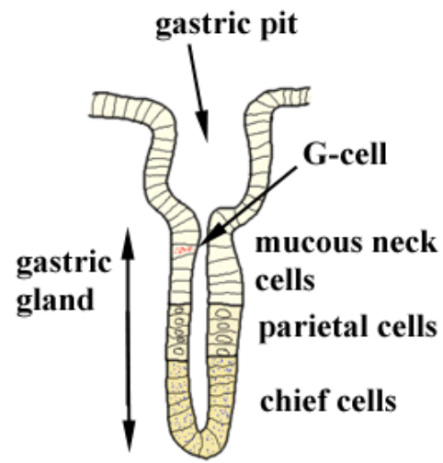 gastric pit
G-cell
mucous neck
cells
gastric
gland
parietal cells
chief cells